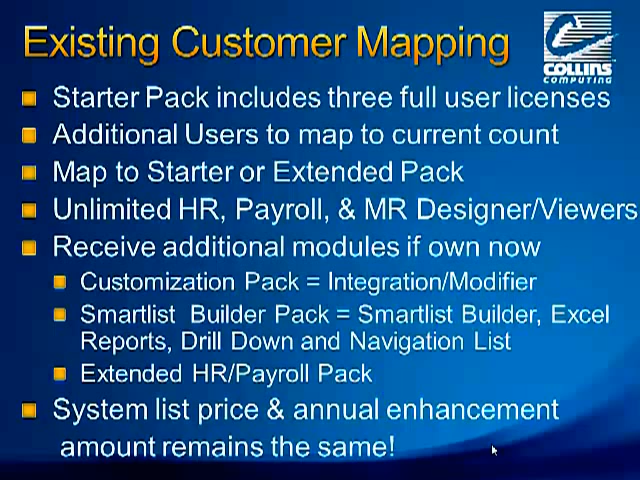 Existing Customer Mapping
COLLINS
COMPUTING
Starter Pack includes three full user licenses
Additional Users to map to current count
Map to Starter or Extended Pack
Unlimited HR, Payroll, & MR Designer/Viewers
Receive additional modules if own now
Customization Pack = Integration/Modifier
Smartlist Builder Pack = Smartlist Builder, Excel
Reports, Drill Down and Navigation List
Extended HR/Payroll Pack
System list price & annual enhancement
amount remains the same!